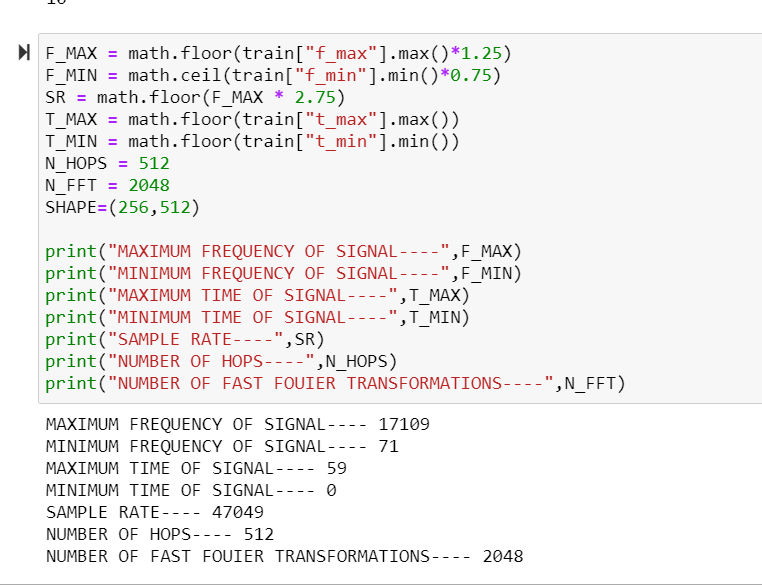 F_MAX = math.floor(train["f_max"].max()*1.25)
F_MIN = math.ceil(train["f_min"].min()*0.75)
SR = math.floor(F_MAX * 2.75)
T_MAX = math.floor(train["t_max"].max())
T_MIN = math.floor(train["t_min"].min())
N_HOPS = 512
N_FFT = 2048
SHAPE=(256,512)
print("MAXIMUM FREQUENCY OF SIGNAL----",F_MAX)
print("MINIMUM FREQUENCY OF SIGNAL----",F_MIN)
print("MAXIMUM TIME OF SIGNAL----",T_MAX)
print("MINIMUM TIME OF SIGNAL----",T_MIN)
print("SAMPLE RATE----",SR)
print("NUMBER OF HOPS----",N_HOPS)
print("NUMBER OF FAST FOUIER TRANSFORMATIONS----",N_FFT)
MAXIMUM FREQUENCY OF SIGNAL---- 17109
MINIMUM FREQUENCY OF SIGNAL---- 71
MAXIMUM TIME OF SIGNAL---- 59
MINIMUM TIME OF SIGNAL---- 0
SAMPLE RATE---- 47049
NUMBER OF HOPS---- 512
NUMBER OF FAST FOUIER TRANSFORMATIONS---- 2048